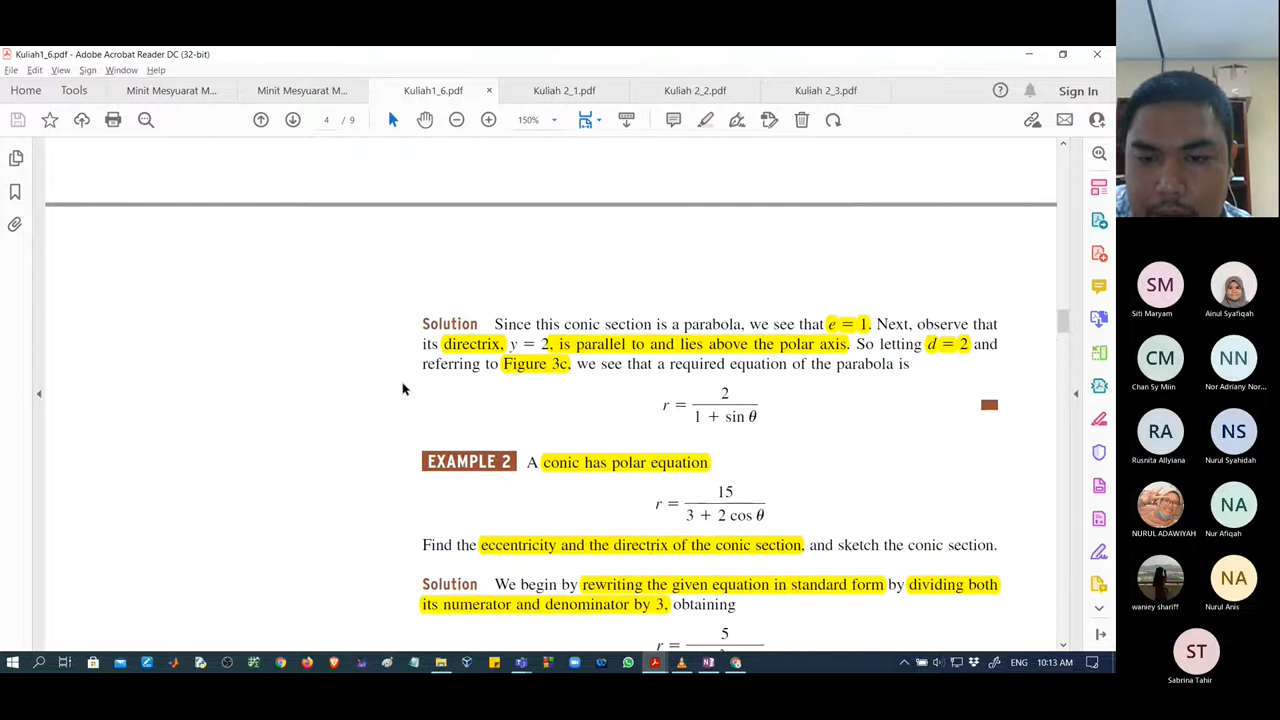 Kuliah1_6.pdf - Adobe Acrobat Reader DC (32-bit)
File Edit View Sign Window Help
Home Tools Minit Mesyuarat M... Minit Mesyuarat M... Kuliah1_6.pdf × Kuliah 2_1.pdf Kuliah 2_2.pdf Kuliah 2_3.pdf Sign In
4 / 9 150%
Solution Since this conic section is a parabola, we see that e = 1. Next, observe that
its directrix, y = 2, is parallel to and lies above the polar axis. So letting d = 2 and
referring to Figure 3c, we see that a required equation of the parabola is
r = 2 / (1 + sin θ)
EXAMPLE 2 A conic has polar equation
r = 15 / (3 + 2 cos θ)
Find the eccentricity and the directrix of the conic section, and sketch the conic section.
Solution We begin by rewriting the given equation in standard form by dividing both
its numerator and denominator by 3, obtaining
r = 5
ENG 10:13 AM
SM
Siti Maryam Ainul Syafiqah
CM NN
Chan Sy Miin Nor Adriany Nor...
RA NS
Rusnita Allyiana Nurul Syahidah
NA
NURUL ADAWIYAH Nur Afiqah
NA
waniey shariff Nurul Anis
ST
Sabrina Tahir